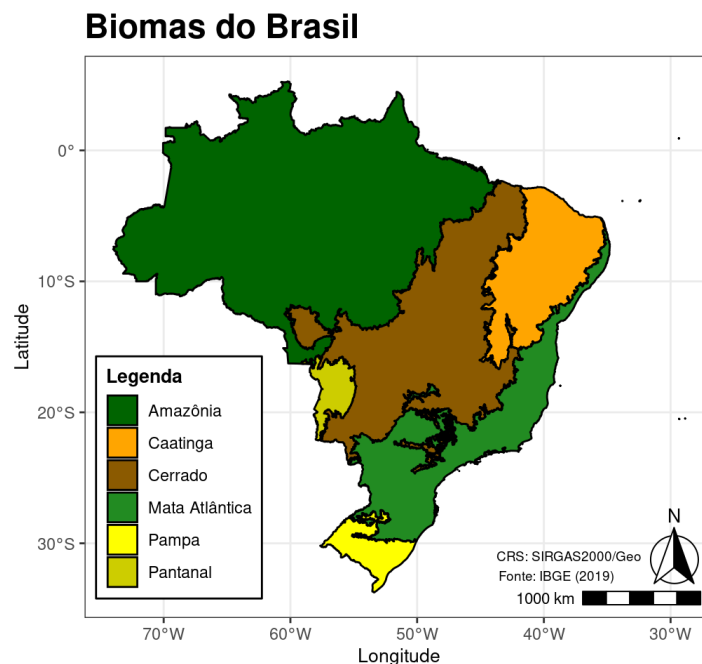 Biomas do Brasil
Latitude
0°
10°S
20°S
30°S
Legenda
Amazônia
Caatinga
Cerrado
Mata Atlântica
Pampa
Pantanal
N
CRS: SIRGAS2000/Geo
Fonte: IBGE (2019)
1000 km
70°W 60°W 50°W 40°W 30°W
Longitude